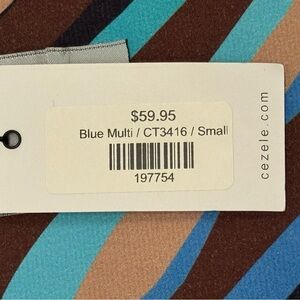 $59.95
Blue Multi / CT3416 / Small
197754
cezele.com